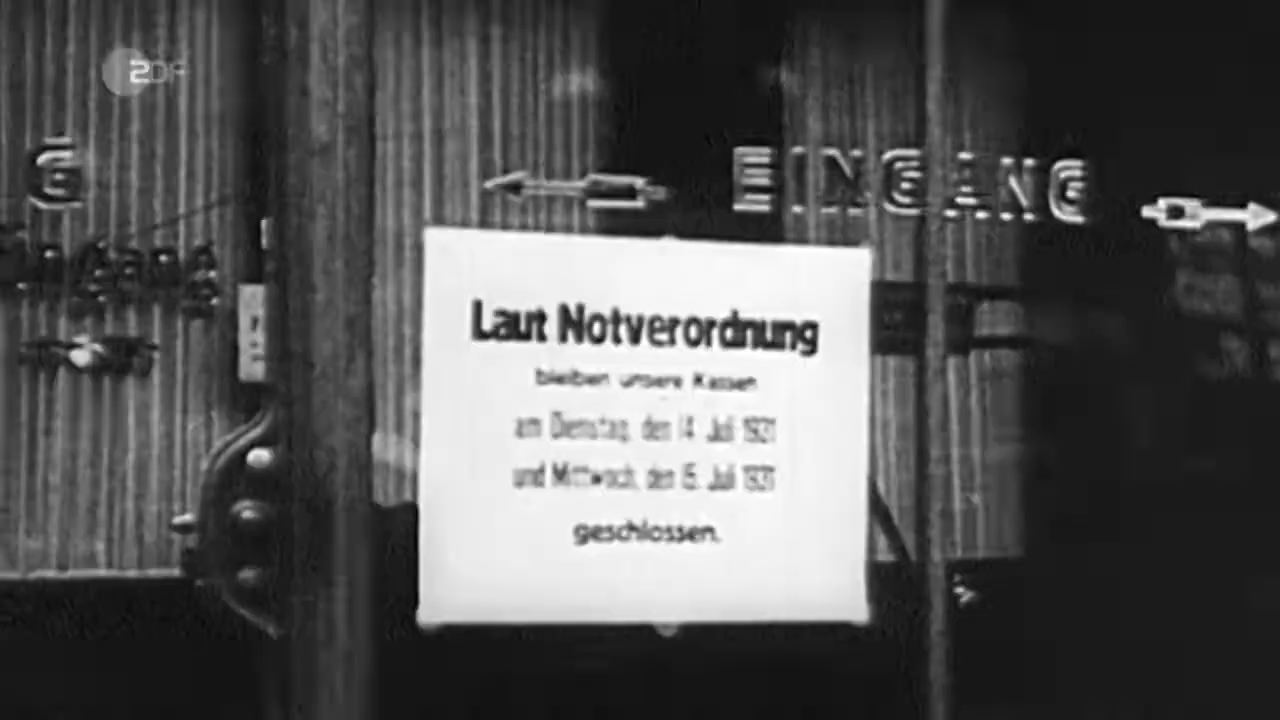 ZDF
G
EINGANG
Laut Notverordnung
bleiben unsere Kassen
am Dienstag, den 14. Juli 1931
und Mittwoch, den 15. Juli 1931
geschlossen.